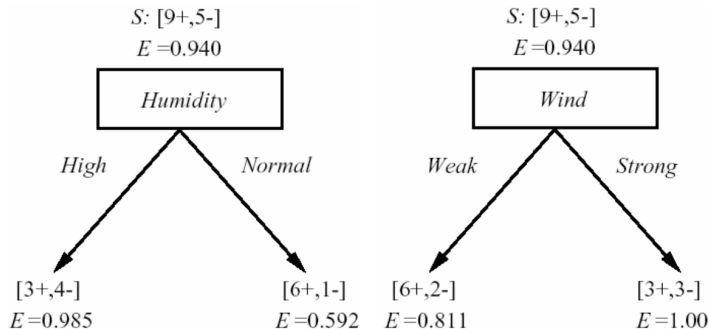 S: [9+,5-]
E =0.940
Humidity
High
Normal
[3+,4-]
E =0.985
[6+,1-]
E =0.592
S: [9+,5-]
E =0.940
Wind
Weak
Strong
[6+,2-]
E =0.811
[3+,3-]
E =1.00